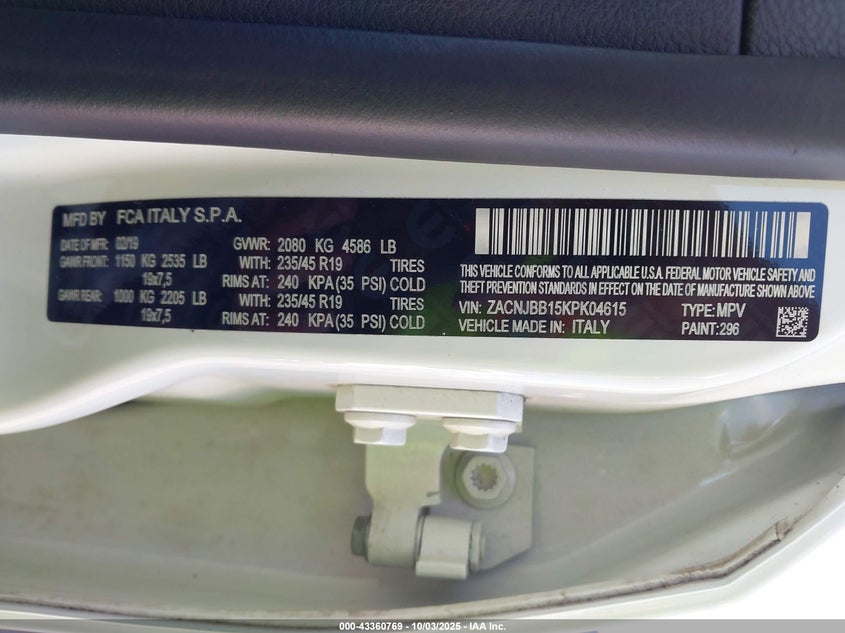 MFD BY FCA ITALY S.P.A.
DATE OF MFR: 02/19 GVWR: 2080 KG 4586 LB
GAWR FRONT: 1150 KG 2535 LB WITH: 235/45 R19 TIRES
19x7,5 RIMS AT: 240 KPA (35 PSI) COLD
GAWR REAR: 1000 KG 2205 LB WITH: 235/45 R19 TIRES
19x7,5 RIMS AT: 240 KPA (35 PSI) COLD
THIS VEHICLE CONFORMS TO ALL APPLICABLE U.S.A. FEDERAL MOTOR VEHICLE SAFETY AND
THEFT PREVENTION STANDARDS IN EFFECT ON THE DATE OF MANUFACTURE SHOWN ABOVE.
VIN: ZACNJBB15KPK04615 TYPE: MPV
VEHICLE MADE IN: ITALY PAINT:296
000-43360769 - 10/03/2025 - IAA Inc.